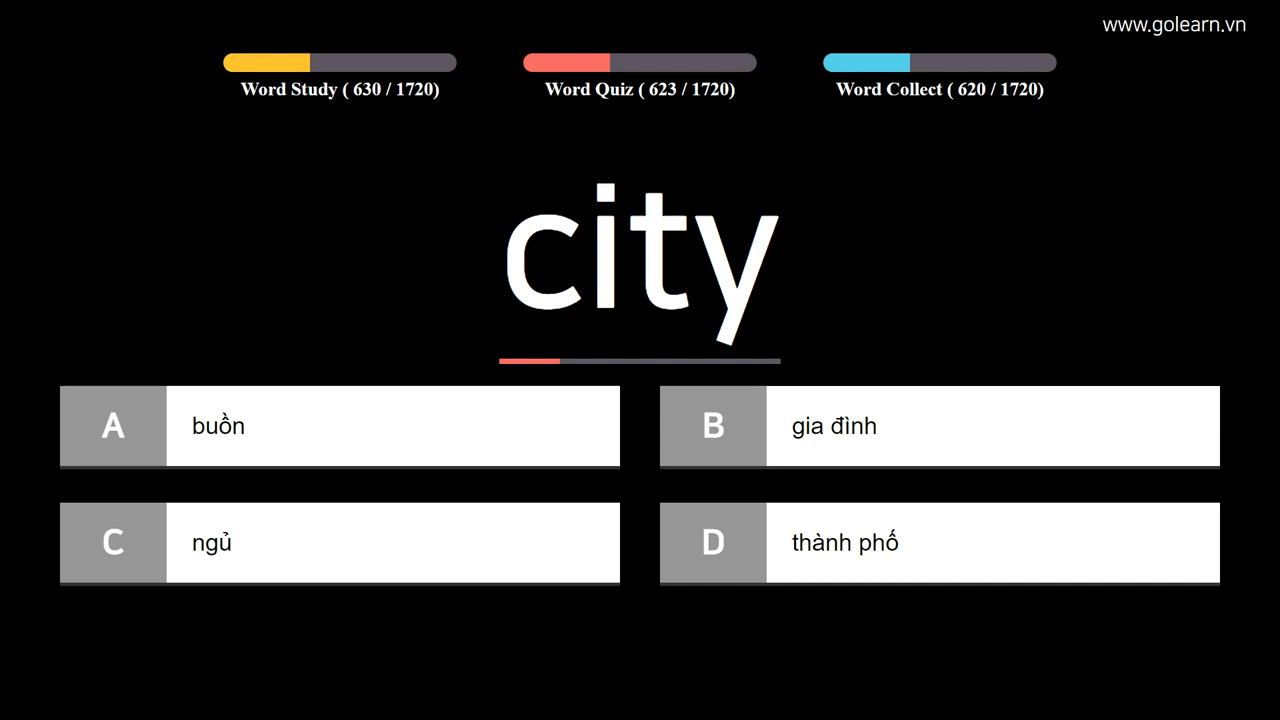 www.golearn.vn
Word Study ( 630 / 1720)
Word Quiz ( 623 / 1720)
Word Collect ( 620 / 1720)
city
A
buồn
B
gia đình
C
ngủ
D
thành phố